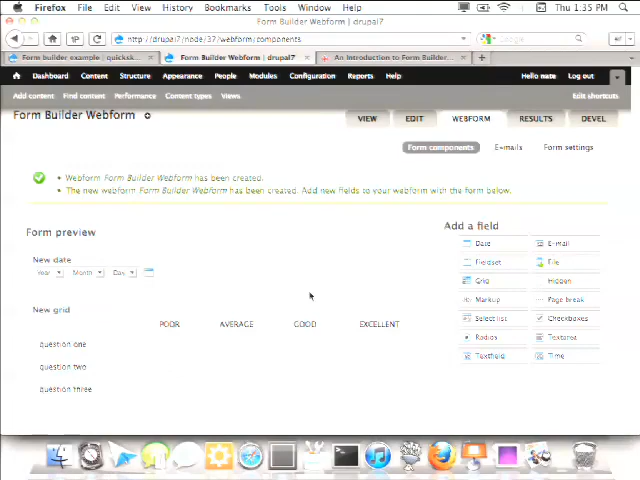 Firefox File Edit View History Bookmarks Tools Window Help Thu 1:35 PM
Form Builder Webform | drupal7
http://drupal7/node/37/webform/components
Google
Form builder example | quicksk... Form Builder Webform | drupal7 An Introduction to Form Builder...
Dashboard Content Structure Appearance People Modules Configuration Reports Help Hello nate Log out
Add content Find content Performance Content types Views Edit shortcuts
Form Builder Webform VIEW EDIT WEBFORM RESULTS DEVEL
Form components E-mails Form settings
Webform Form Builder Webform has been created.
The new webform Form Builder Webform has been created. Add new fields to your webform with the form below.
Form preview
Add a field
New date
Year Month Day
Date E-mail
Fieldset File
Grid Hidden
Markup Page break
Select list Checkboxes
Radios Textarea
Textfield Time
New grid
POOR AVERAGE GOOD EXCELLENT
question one
question two
question three